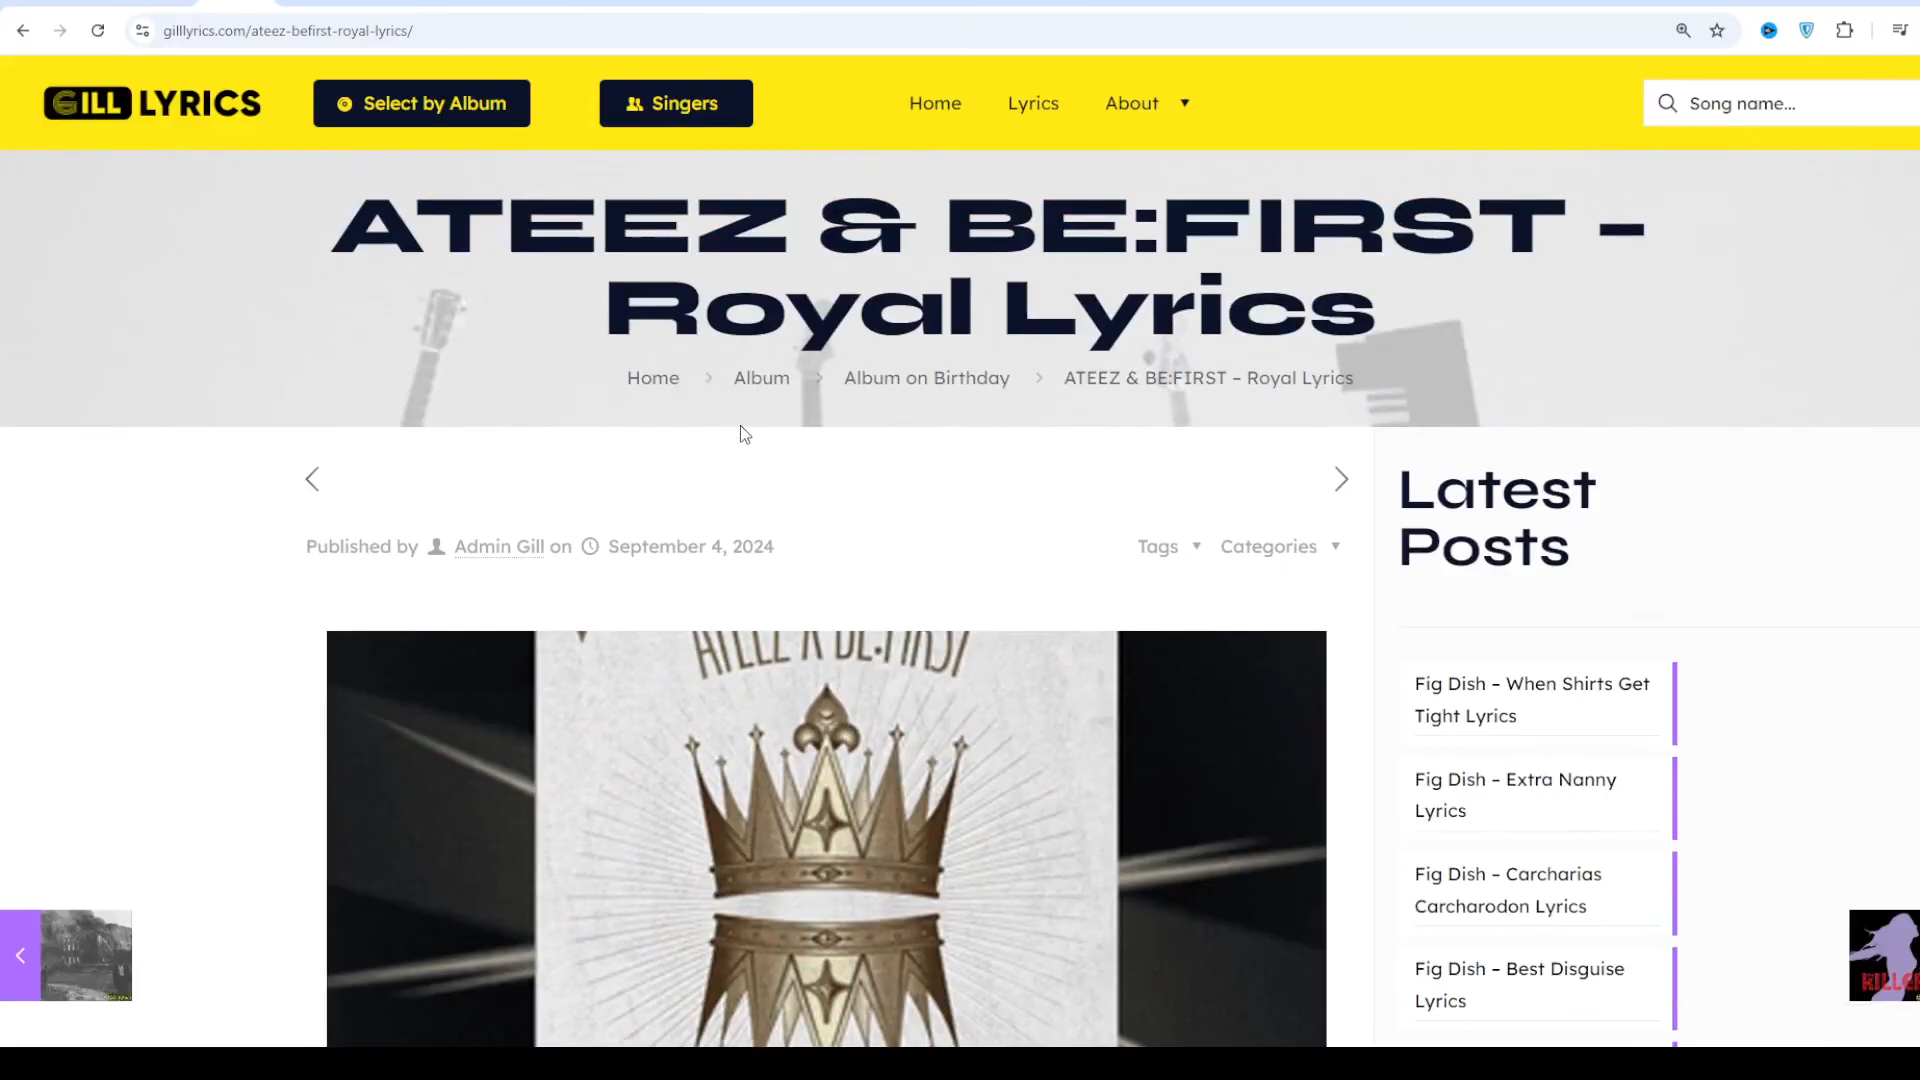 gilllyrics.com/ateez-befirst-royal-lyrics/
GILL LYRICS
Select by Album
Singers
Home
Lyrics
About
Song name...
ATEEZ & BE:FIRST –
Royal Lyrics
Home
Album
Album on Birthday
ATEEZ & BE:FIRST – Royal Lyrics
Published by Admin Gill on September 4, 2024
Tags
Categories
ATEEZ X BE:FIRST
Latest
Posts
Fig Dish – When Shirts Get
Tight Lyrics
Fig Dish – Extra Nanny
Lyrics
Fig Dish – Carcharias
Carcharodon Lyrics
Fig Dish – Best Disguise
Lyrics